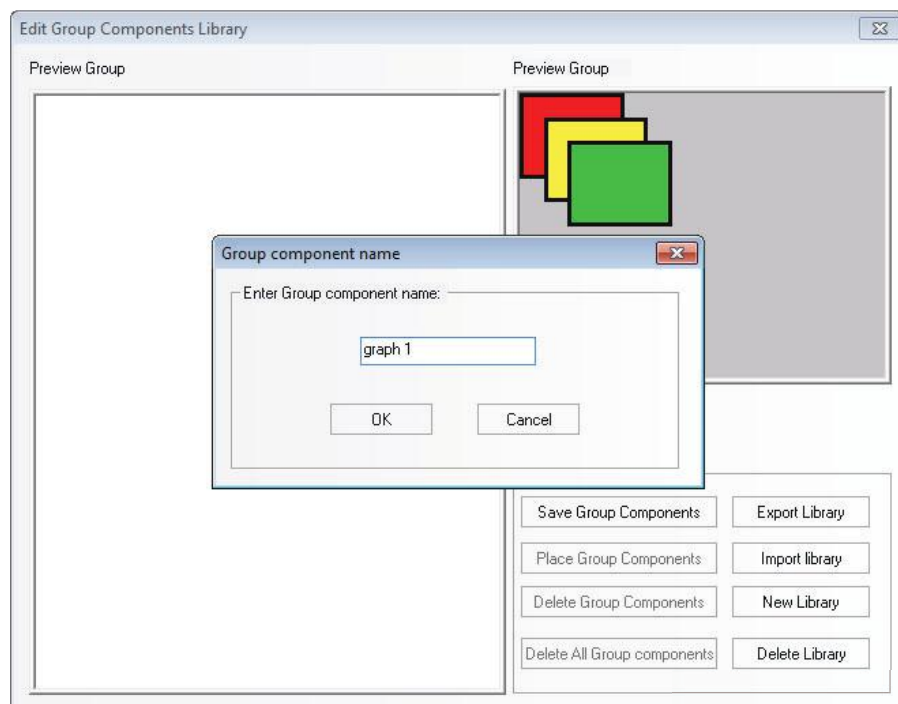 Edit Group Components Library
Preview Group
Preview Group
Group component name
Enter Group component name:
graph 1
OK
Cancel
Save Group Components
Export Library
Place Group Components
Import library
Delete Group Components
New Library
Delete All Group components
Delete Library